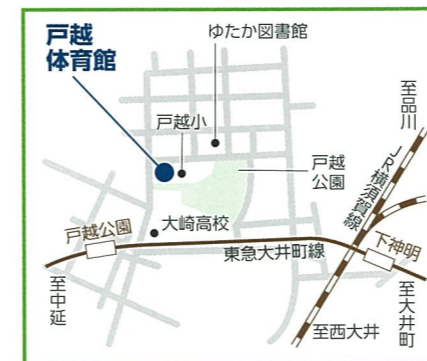 戸越
体育館
ゆたか図書館
戸越小
戸越
公園
大崎高校
戸越公園
東急大井町線
下神明
JR横須賀線
至品川
至中延
至西大井
至大井町